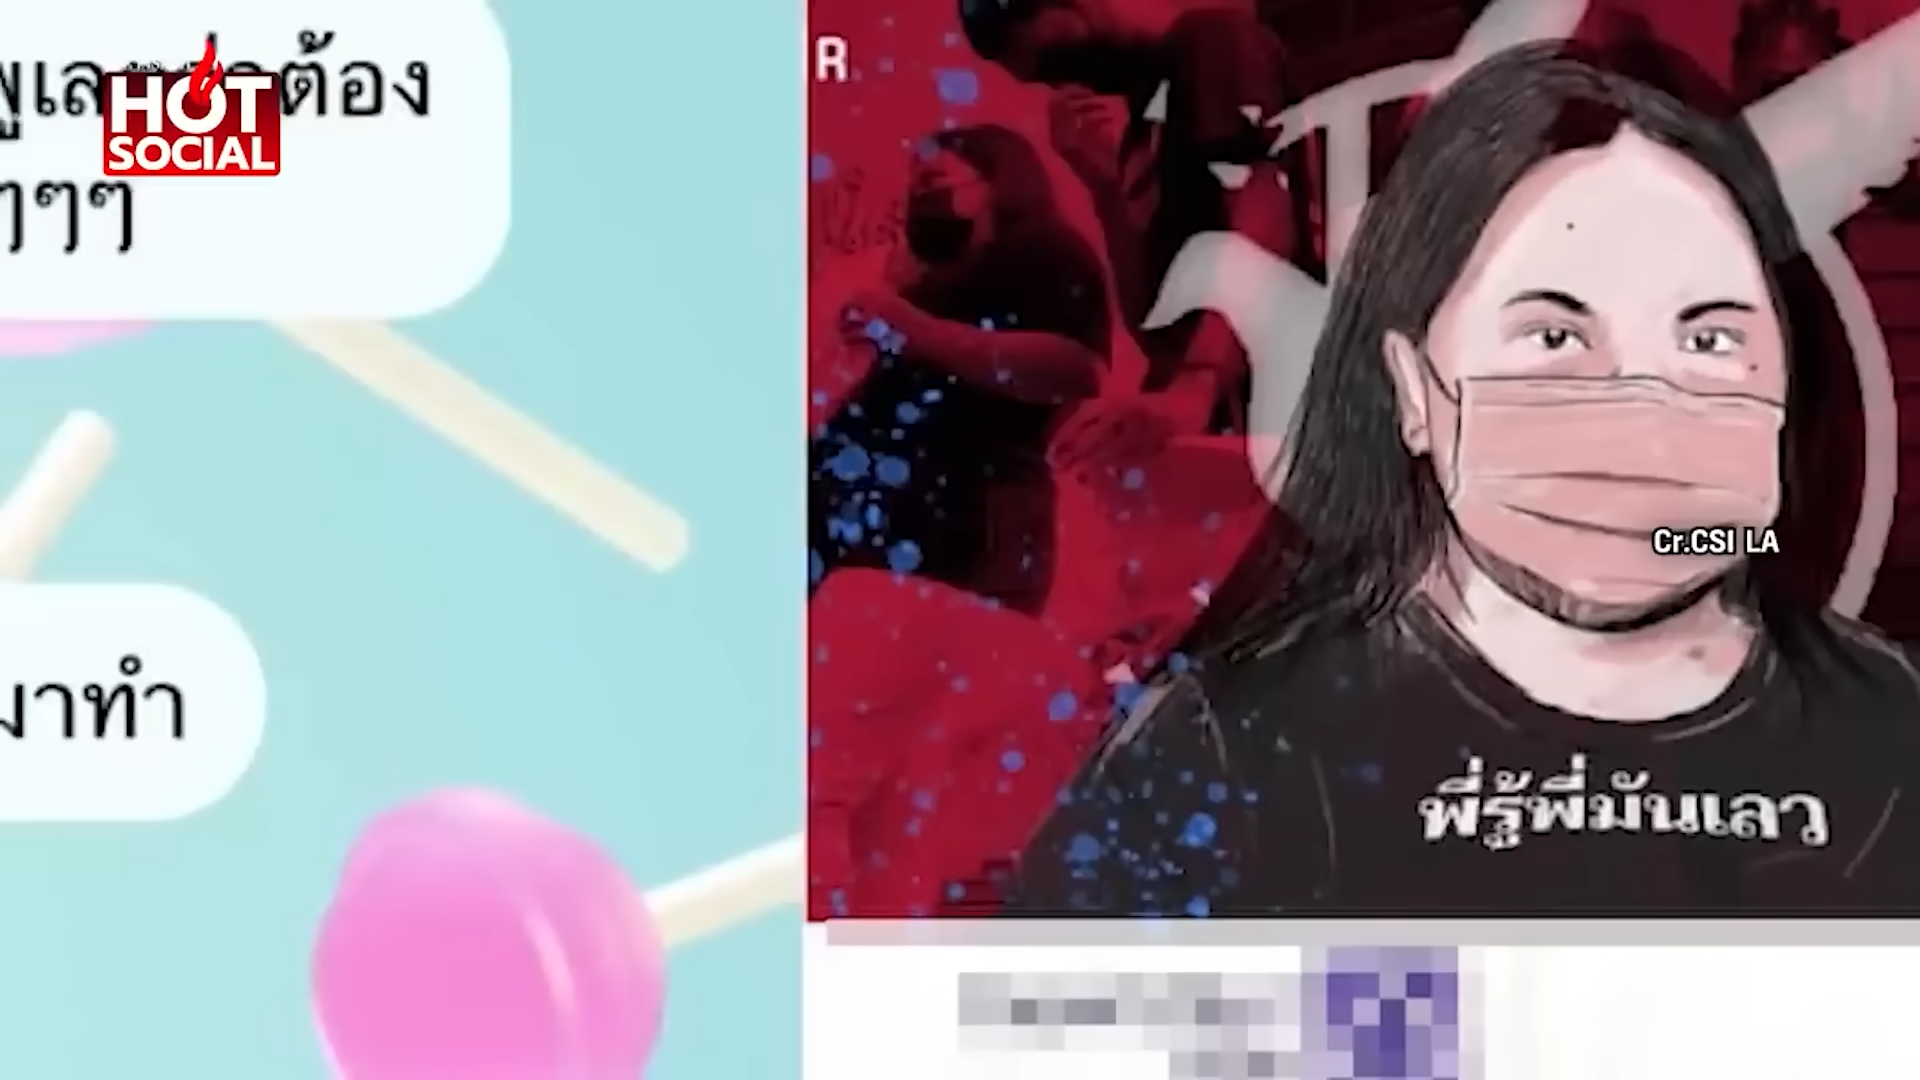 HOT
SOCIAL
ต้อง
ๆๆ
มาทำ
R
Cr.CSI LA
พี่รู้พี่มันเลว